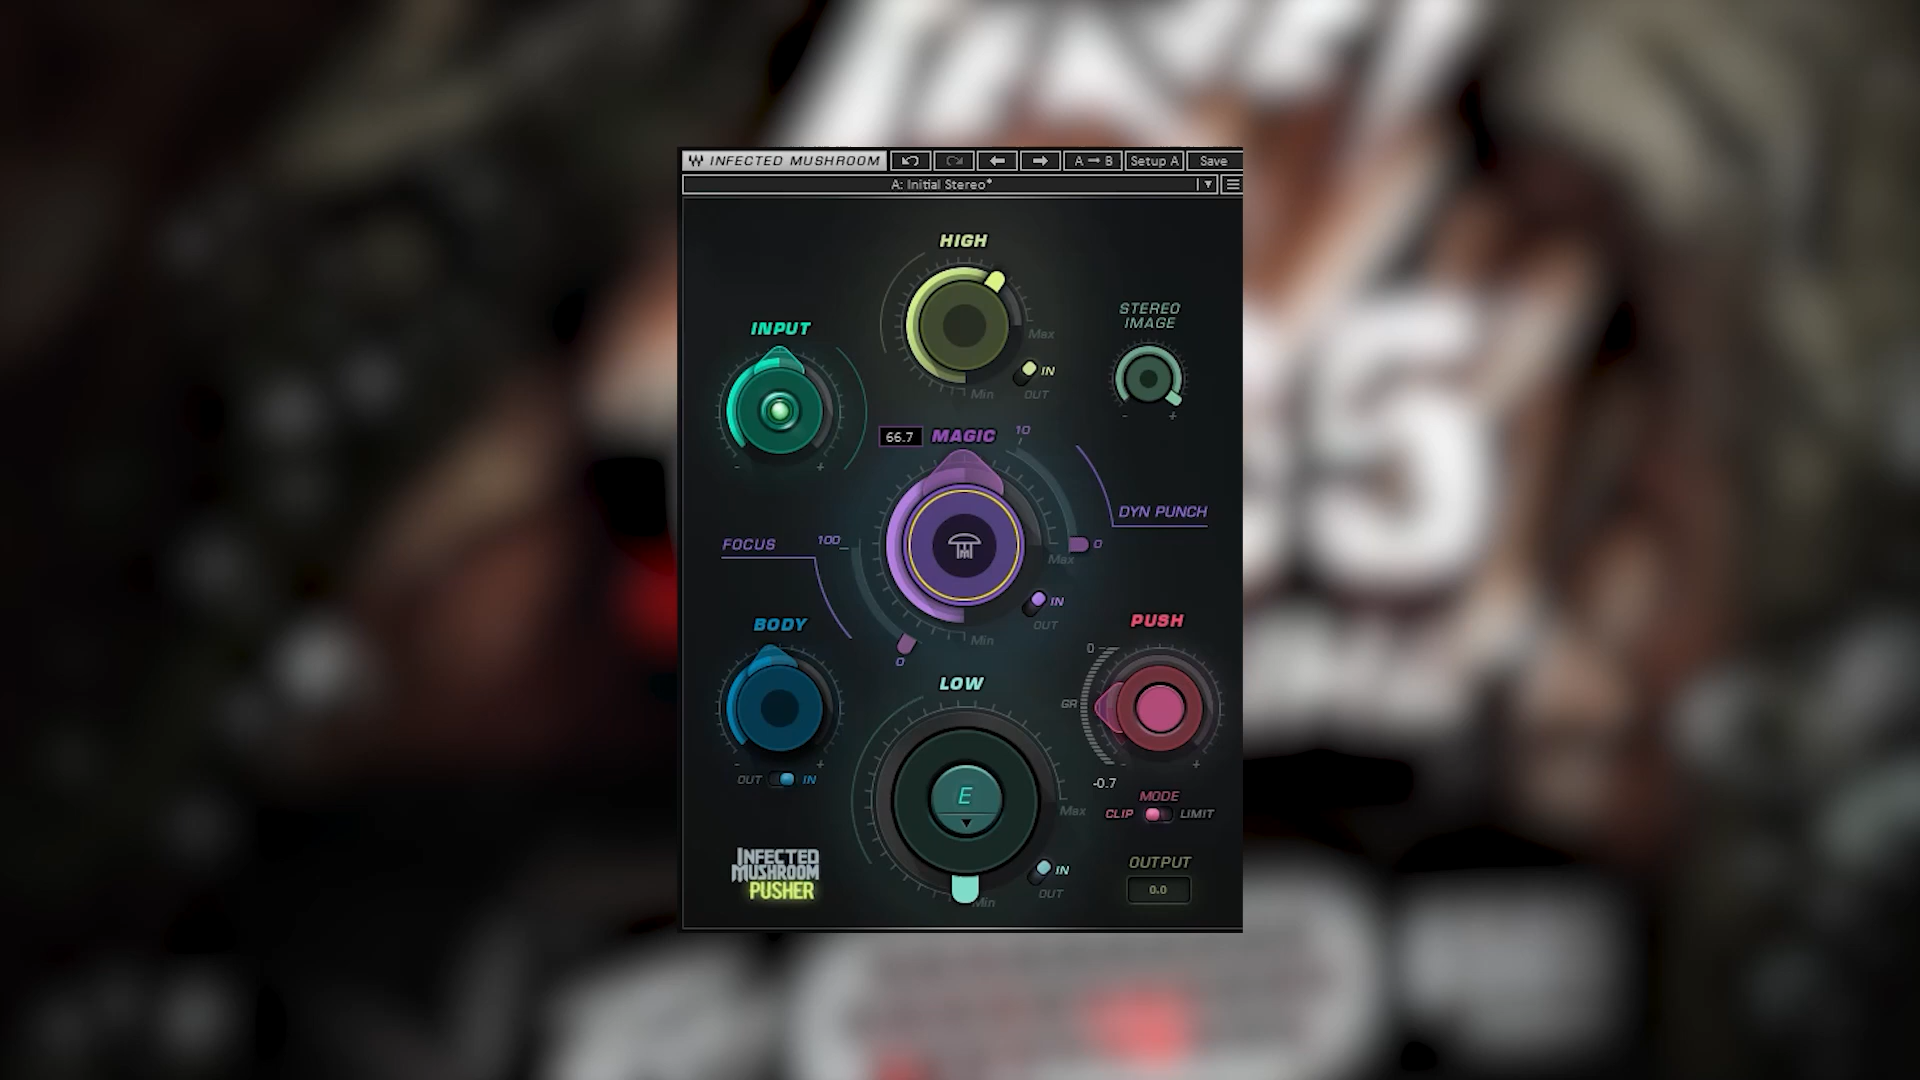 INFECTED MUSHROOM
A → B
Setup A
Save
A: Initial Stereo*
HIGH
Max
IN
Min
OUT
STEREO
IMAGE
- +
INPUT
- +
66.7
MAGIC
10
DYN PUNCH
0
Max
FOCUS
100
IN
OUT
Min
0
BODY
- +
OUT IN
LOW
E
Max
IN
OUT
Min
PUSH
0
GR
- +
-0.7
MODE
CLIP LIMIT
OUTPUT
0.0
INFECTED
MUSHROOM
PUSHER